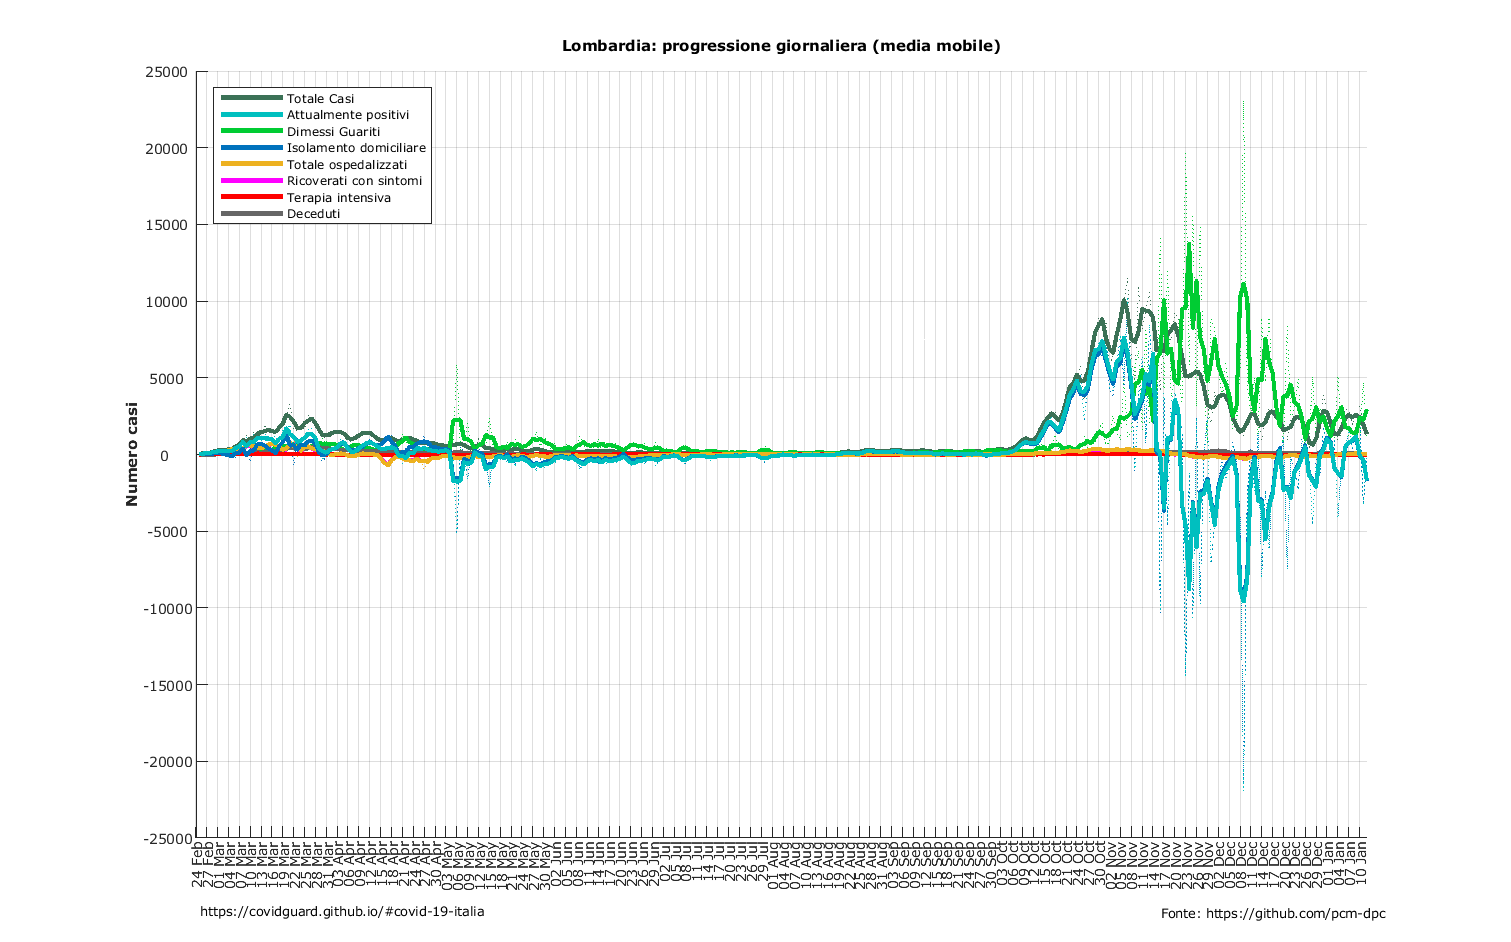 Lombardia: progressione giornaliera (media mobile)
25000
20000
15000
10000
5000
0
-5000
-10000
-15000
-20000
-25000
Numero casi
Totale Casi
Attualmente positivi
Dimessi Guariti
Isolamento domiciliare
Totale ospedalizzati
Ricoverati con sintomi
Terapia intensiva
Deceduti
24 Feb
27 Feb
01 Mar
04 Mar
07 Mar
10 Mar
13 Mar
16 Mar
19 Mar
22 Mar
25 Mar
28 Mar
31 Mar
03 Apr
06 Apr
09 Apr
12 Apr
15 Apr
18 Apr
21 Apr
24 Apr
27 Apr
30 Apr
03 May
06 May
09 May
12 May
15 May
18 May
21 May
24 May
27 May
30 May
02 Jun
05 Jun
08 Jun
11 Jun
14 Jun
17 Jun
20 Jun
23 Jun
26 Jun
29 Jun
02 Jul
05 Jul
08 Jul
11 Jul
14 Jul
17 Jul
20 Jul
23 Jul
26 Jul
29 Jul
01 Aug
04 Aug
07 Aug
10 Aug
13 Aug
16 Aug
19 Aug
22 Aug
25 Aug
28 Aug
31 Aug
03 Sep
06 Sep
09 Sep
12 Sep
15 Sep
18 Sep
21 Sep
24 Sep
27 Sep
30 Sep
03 Oct
06 Oct
09 Oct
12 Oct
15 Oct
18 Oct
21 Oct
24 Oct
27 Oct
30 Oct
02 Nov
05 Nov
08 Nov
11 Nov
14 Nov
17 Nov
20 Nov
23 Nov
26 Nov
29 Nov
02 Dec
05 Dec
08 Dec
11 Dec
14 Dec
17 Dec
20 Dec
23 Dec
26 Dec
29 Dec
01 Jan
04 Jan
07 Jan
10 Jan
https://covidguard.github.io/#covid-19-italia
Fonte: https://github.com/pcm-dpc